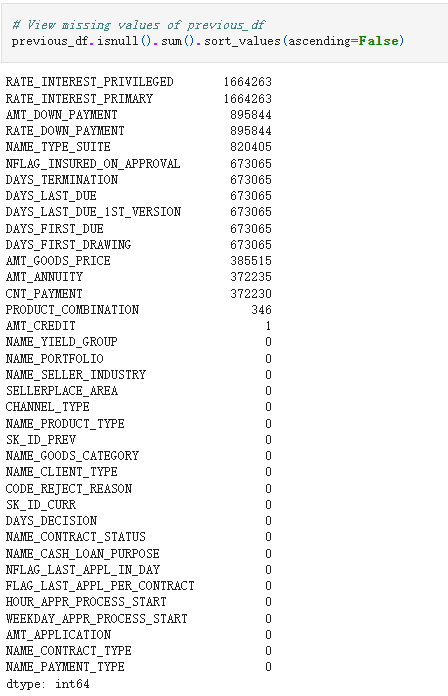 # View missing values of previous_df
previous_df.isnull().sum().sort_values(ascending=False)
RATE_INTEREST_PRIVILEGED 1664263
RATE_INTEREST_PRIMARY 1664263
AMT_DOWN_PAYMENT 895844
RATE_DOWN_PAYMENT 895844
NAME_TYPE_SUITE 820405
NFLAG_INSURED_ON_APPROVAL 673065
DAYS_TERMINATION 673065
DAYS_LAST_DUE 673065
DAYS_LAST_DUE_1ST_VERSION 673065
DAYS_FIRST_DUE 673065
DAYS_FIRST_DRAWING 673065
AMT_GOODS_PRICE 385515
AMT_ANNUITY 372235
CNT_PAYMENT 372230
PRODUCT_COMBINATION 346
AMT_CREDIT 1
NAME_YIELD_GROUP 0
NAME_PORTFOLIO 0
NAME_SELLER_INDUSTRY 0
SELLERPLACE_AREA 0
CHANNEL_TYPE 0
NAME_PRODUCT_TYPE 0
SK_ID_PREV 0
NAME_GOODS_CATEGORY 0
NAME_CLIENT_TYPE 0
CODE_REJECT_REASON 0
SK_ID_CURR 0
DAYS_DECISION 0
NAME_CONTRACT_STATUS 0
NAME_CASH_LOAN_PURPOSE 0
NFLAG_LAST_APPL_IN_DAY 0
FLAG_LAST_APPL_PER_CONTRACT 0
HOUR_APPR_PROCESS_START 0
WEEKDAY_APPR_PROCESS_START 0
AMT_APPLICATION 0
NAME_CONTRACT_TYPE 0
NAME_PAYMENT_TYPE 0
dtype: int64